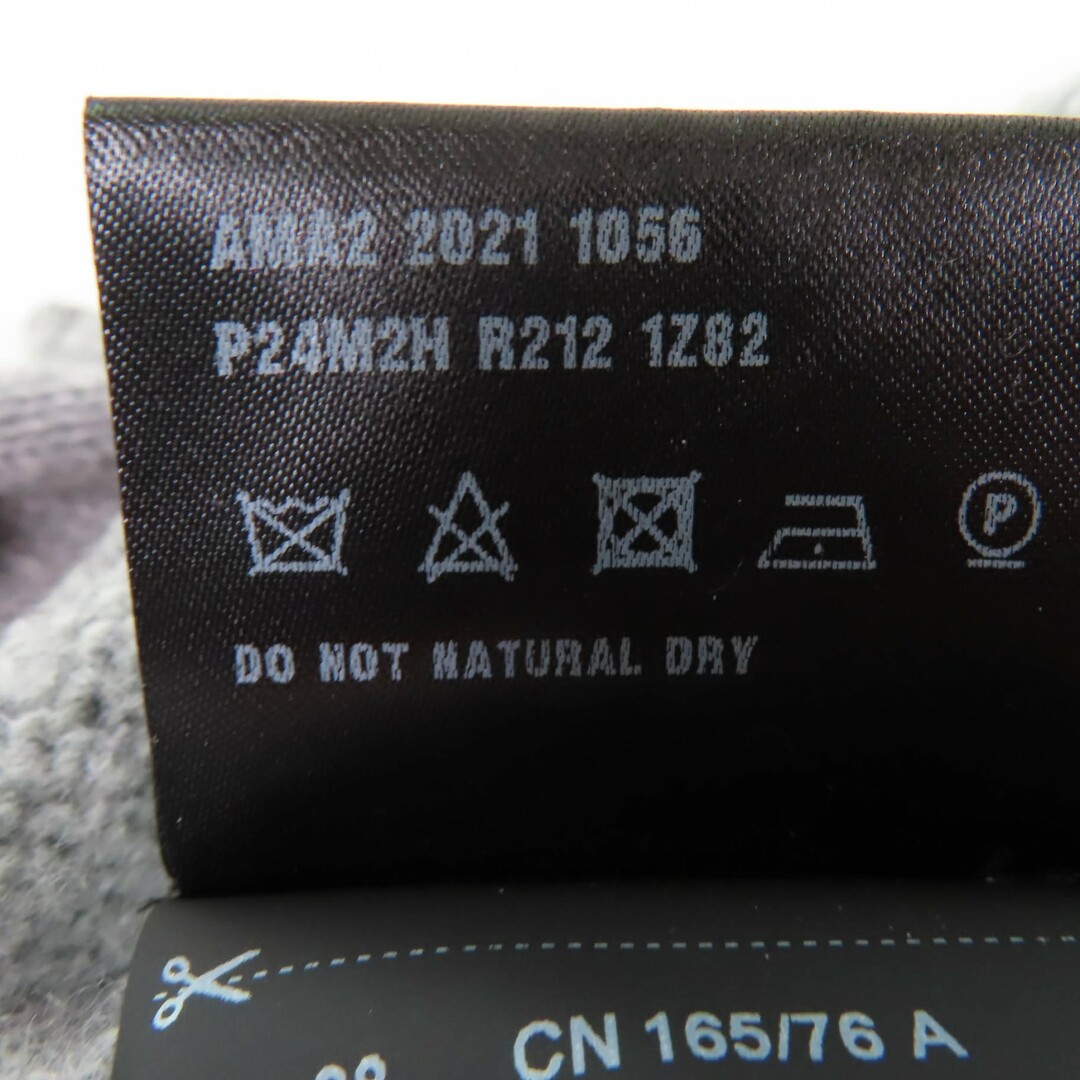 AMA2 2021 1056
P24M2H R212 1Z82
P
DO NOT NATURAL DRY
CN 165/76 A